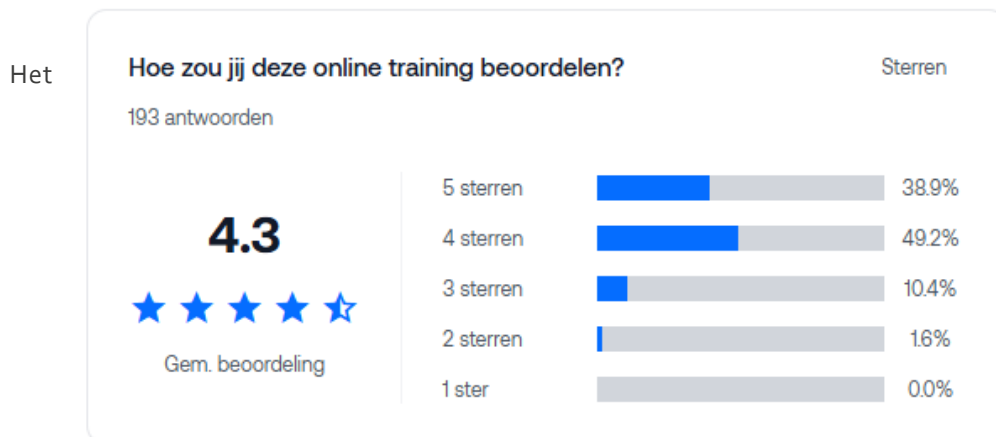 Het
Hoe zou jij deze online training beoordelen?
Sterren
193 antwoorden
4.3
Gem. beoordeling
5 sterren 38.9%
4 sterren 49.2%
3 sterren 10.4%
2 sterren 1.6%
1 ster 0.0%